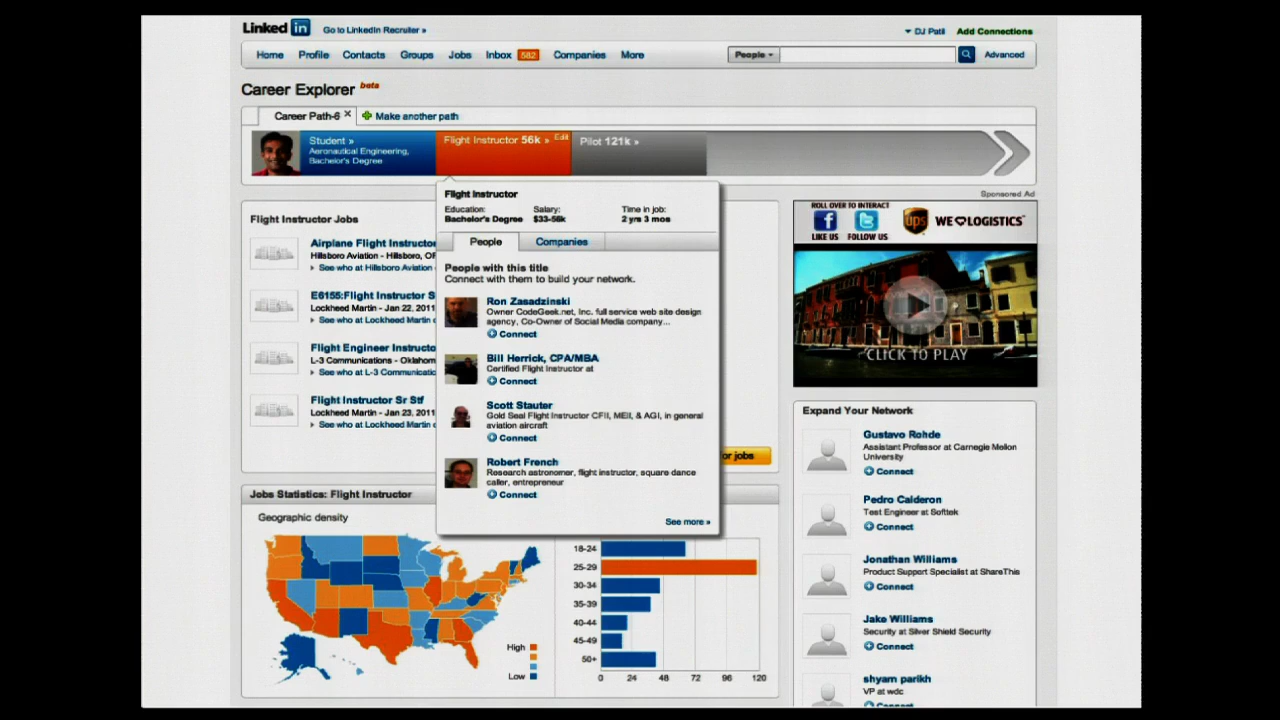 Linked in
Go to LinkedIn Recruiter »
DJ Patil
Add Connections
Home Profile Contacts Groups Jobs Inbox 582 Companies More
People
Advanced
Career Explorer beta
Career Path-6 ×
Make another path
Student »
Aeronautical Engineering,
Bachelor's Degree
Flight Instructor 56k » Edit
Pilot 121k »
Sponsored Ad
Flight Instructor
Education: Salary: Time in job:
Bachelor's Degree $33-56k 2 yrs 3 mos
People Companies
People with this title
Connect with them to build your network.
Ron Zasadzinski
Owner CodeGeek.net, Inc. full service web site design
agency, Co-Owner of Social Media company...
Connect
Bill Herrick, CPA/MBA
Certified Flight Instructor at
Connect
Scott Stauter
Gold Seal Flight Instructor CFII, MEII, & AGI, in general
aviation aircraft
Connect
Robert French
Research astronomer, flight instructor, square dance
caller, entrepreneur
Connect
See more »
Flight Instructor Jobs
Airplane Flight Instructor
Hillsboro Aviation - Hillsboro, OR
See who at Hillsboro Aviation
E6155:Flight Instructor S
Lockheed Martin - Jan 22, 2011
See who at Lockheed Martin
Flight Engineer Instructo
L-3 Communications - Oklahom
See who at L-3 Communicatio
Flight Instructor Sr Stf
Lockheed Martin - Jan 23, 2011
See who at Lockheed Martin
or jobs
Jobs Statistics: Flight Instructor
Geographic density
High
Low
18-24
25-29
30-34
35-39
40-44
45-49
50+
0 24 48 72 96 120
ROLL OVER TO INTERACT
LIKE US FOLLOW US
ups
WE LOGISTICS
CLICK TO PLAY
Expand Your Network
Gustavo Rohde
Assistant Professor at Carnegie Mellon
University
Connect
Pedro Calderon
Test Engineer at Softtek
Connect
Jonathan Williams
Product Support Specialist at ShareThis
Connect
Jake Williams
Security at Silver Shield Security
Connect
shyam parikh
VP at wdc
Connect